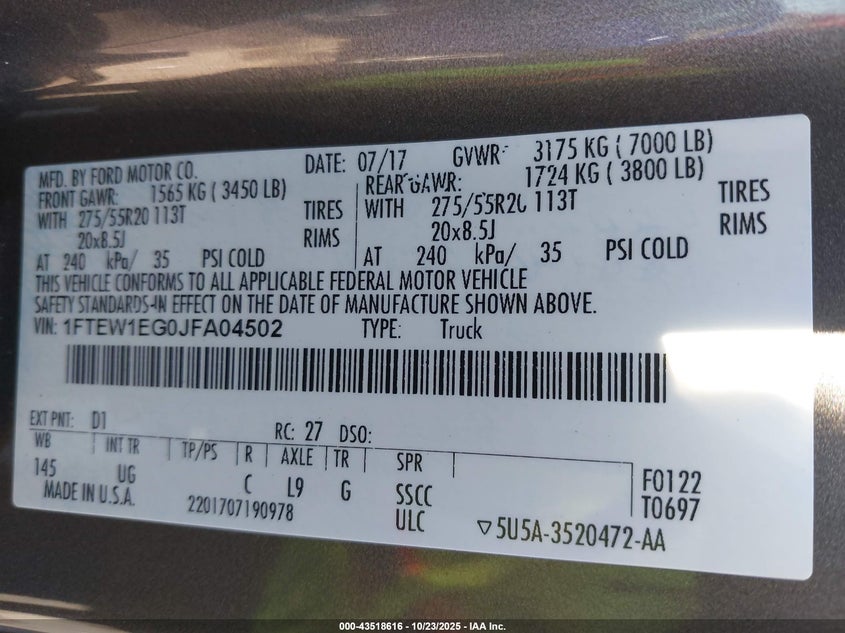 MFD. BY FORD MOTOR CO. DATE: 07/17 GVWR: 3175 KG ( 7000 LB)
FRONT GAWR: 1565 KG ( 3450 LB) REAR GAWR: 1724 KG ( 3800 LB)
WITH 275/55R20 113T TIRES WITH 275/55R20 113T TIRES
20x8.5J RIMS 20x8.5J RIMS
AT 240 kPa/ 35 PSI COLD AT 240 kPa/ 35 PSI COLD
THIS VEHICLE CONFORMS TO ALL APPLICABLE FEDERAL MOTOR VEHICLE
SAFETY STANDARDS IN EFFECT ON THE DATE OF MANUFACTURE SHOWN ABOVE.
VIN: 1FTEW1EG0JFA04502 TYPE: Truck
EXT PNT: D1 RC: 27 DSO:
WB INT TR TP/PS R AXLE TR SPR
145 UG C L9 G SSCC F0122
MADE IN U.S.A. 2201707190978 ULC T0697
▽5U5A-3520472-AA
000-43518616 - 10/23/2025 - IAA Inc.